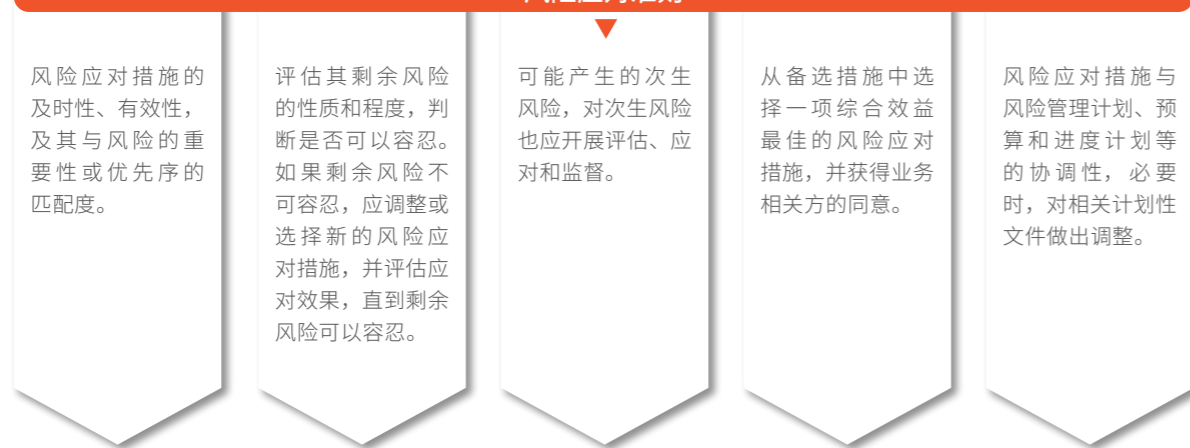 风险应对准则
风险应对措施的
及时性、有效性，
及其与风险的重
要性或优先序的
匹配度。
评估其剩余风险
的性质和程度，判
断是否可以容忍。
如果剩余风险不
可容忍，应调整或
选择新的风险应
对措施，并评估应
对效果，直到剩余
风险可以容忍。
可能产生的次生
风险，对次生风险
也应开展评估、应
对和监督。
从备选措施中选
择一项综合效益
最佳的风险应对
措施，并获得业务
相关方的同意。
风险应对措施与
风险管理计划、预
算和进度计划等
的协调性，必要
时，对相关计划性
文件做出调整。